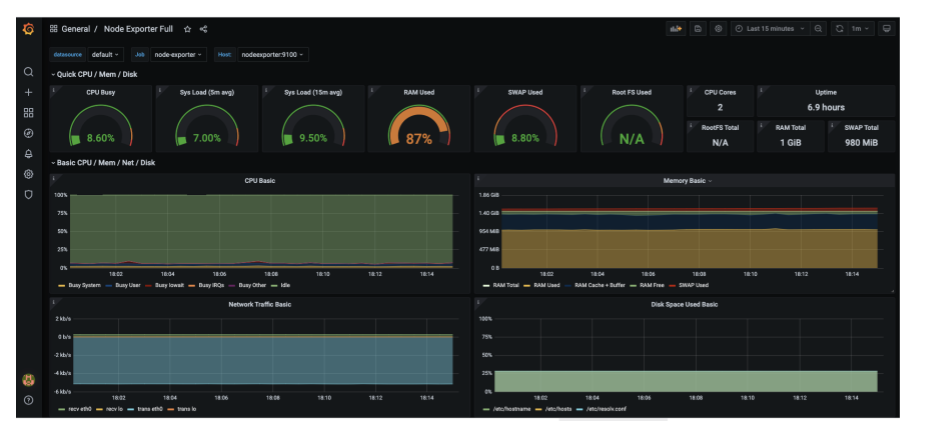 General / Node Exporter Full
Last 15 minutes
1m
datasource default Job node-exporter Host: nodeexporter:9100
Quick CPU / Mem / Disk
CPU Busy
8.60%
Sys Load (5m avg)
7.00%
Sys Load (15m avg)
9.50%
RAM Used
87%
SWAP Used
8.80%
Root FS Used
N/A
CPU Cores
2
Uptime
6.9 hours
RootFS Total
N/A
RAM Total
1 GiB
SWAP Total
980 MiB
Basic CPU / Mem / Net / Disk
CPU Basic
100%
75%
50%
25%
0%
18:02 18:04 18:06 18:08 18:10 18:12 18:14
Busy System Busy User Busy Iowait Busy IRQs Busy Other Idle
Memory Basic
1.86 GiB
1.40 GiB
954 MiB
477 MiB
0 B
18:02 18:04 18:06 18:08 18:10 18:12 18:14
RAM Total RAM Used RAM Cache + Buffer RAM Free SWAP Used
Network Traffic Basic
2 kb/s
0 b/s
-2 kb/s
-4 kb/s
-6 kb/s
18:02 18:04 18:06 18:08 18:10 18:12 18:14
recv eth0 recv lo trans eth0 trans lo
Disk Space Used Basic
100%
75%
50%
25%
0%
18:02 18:04 18:06 18:08 18:10 18:12 18:14
/etc/hostname /etc/hosts /etc/resolv.conf